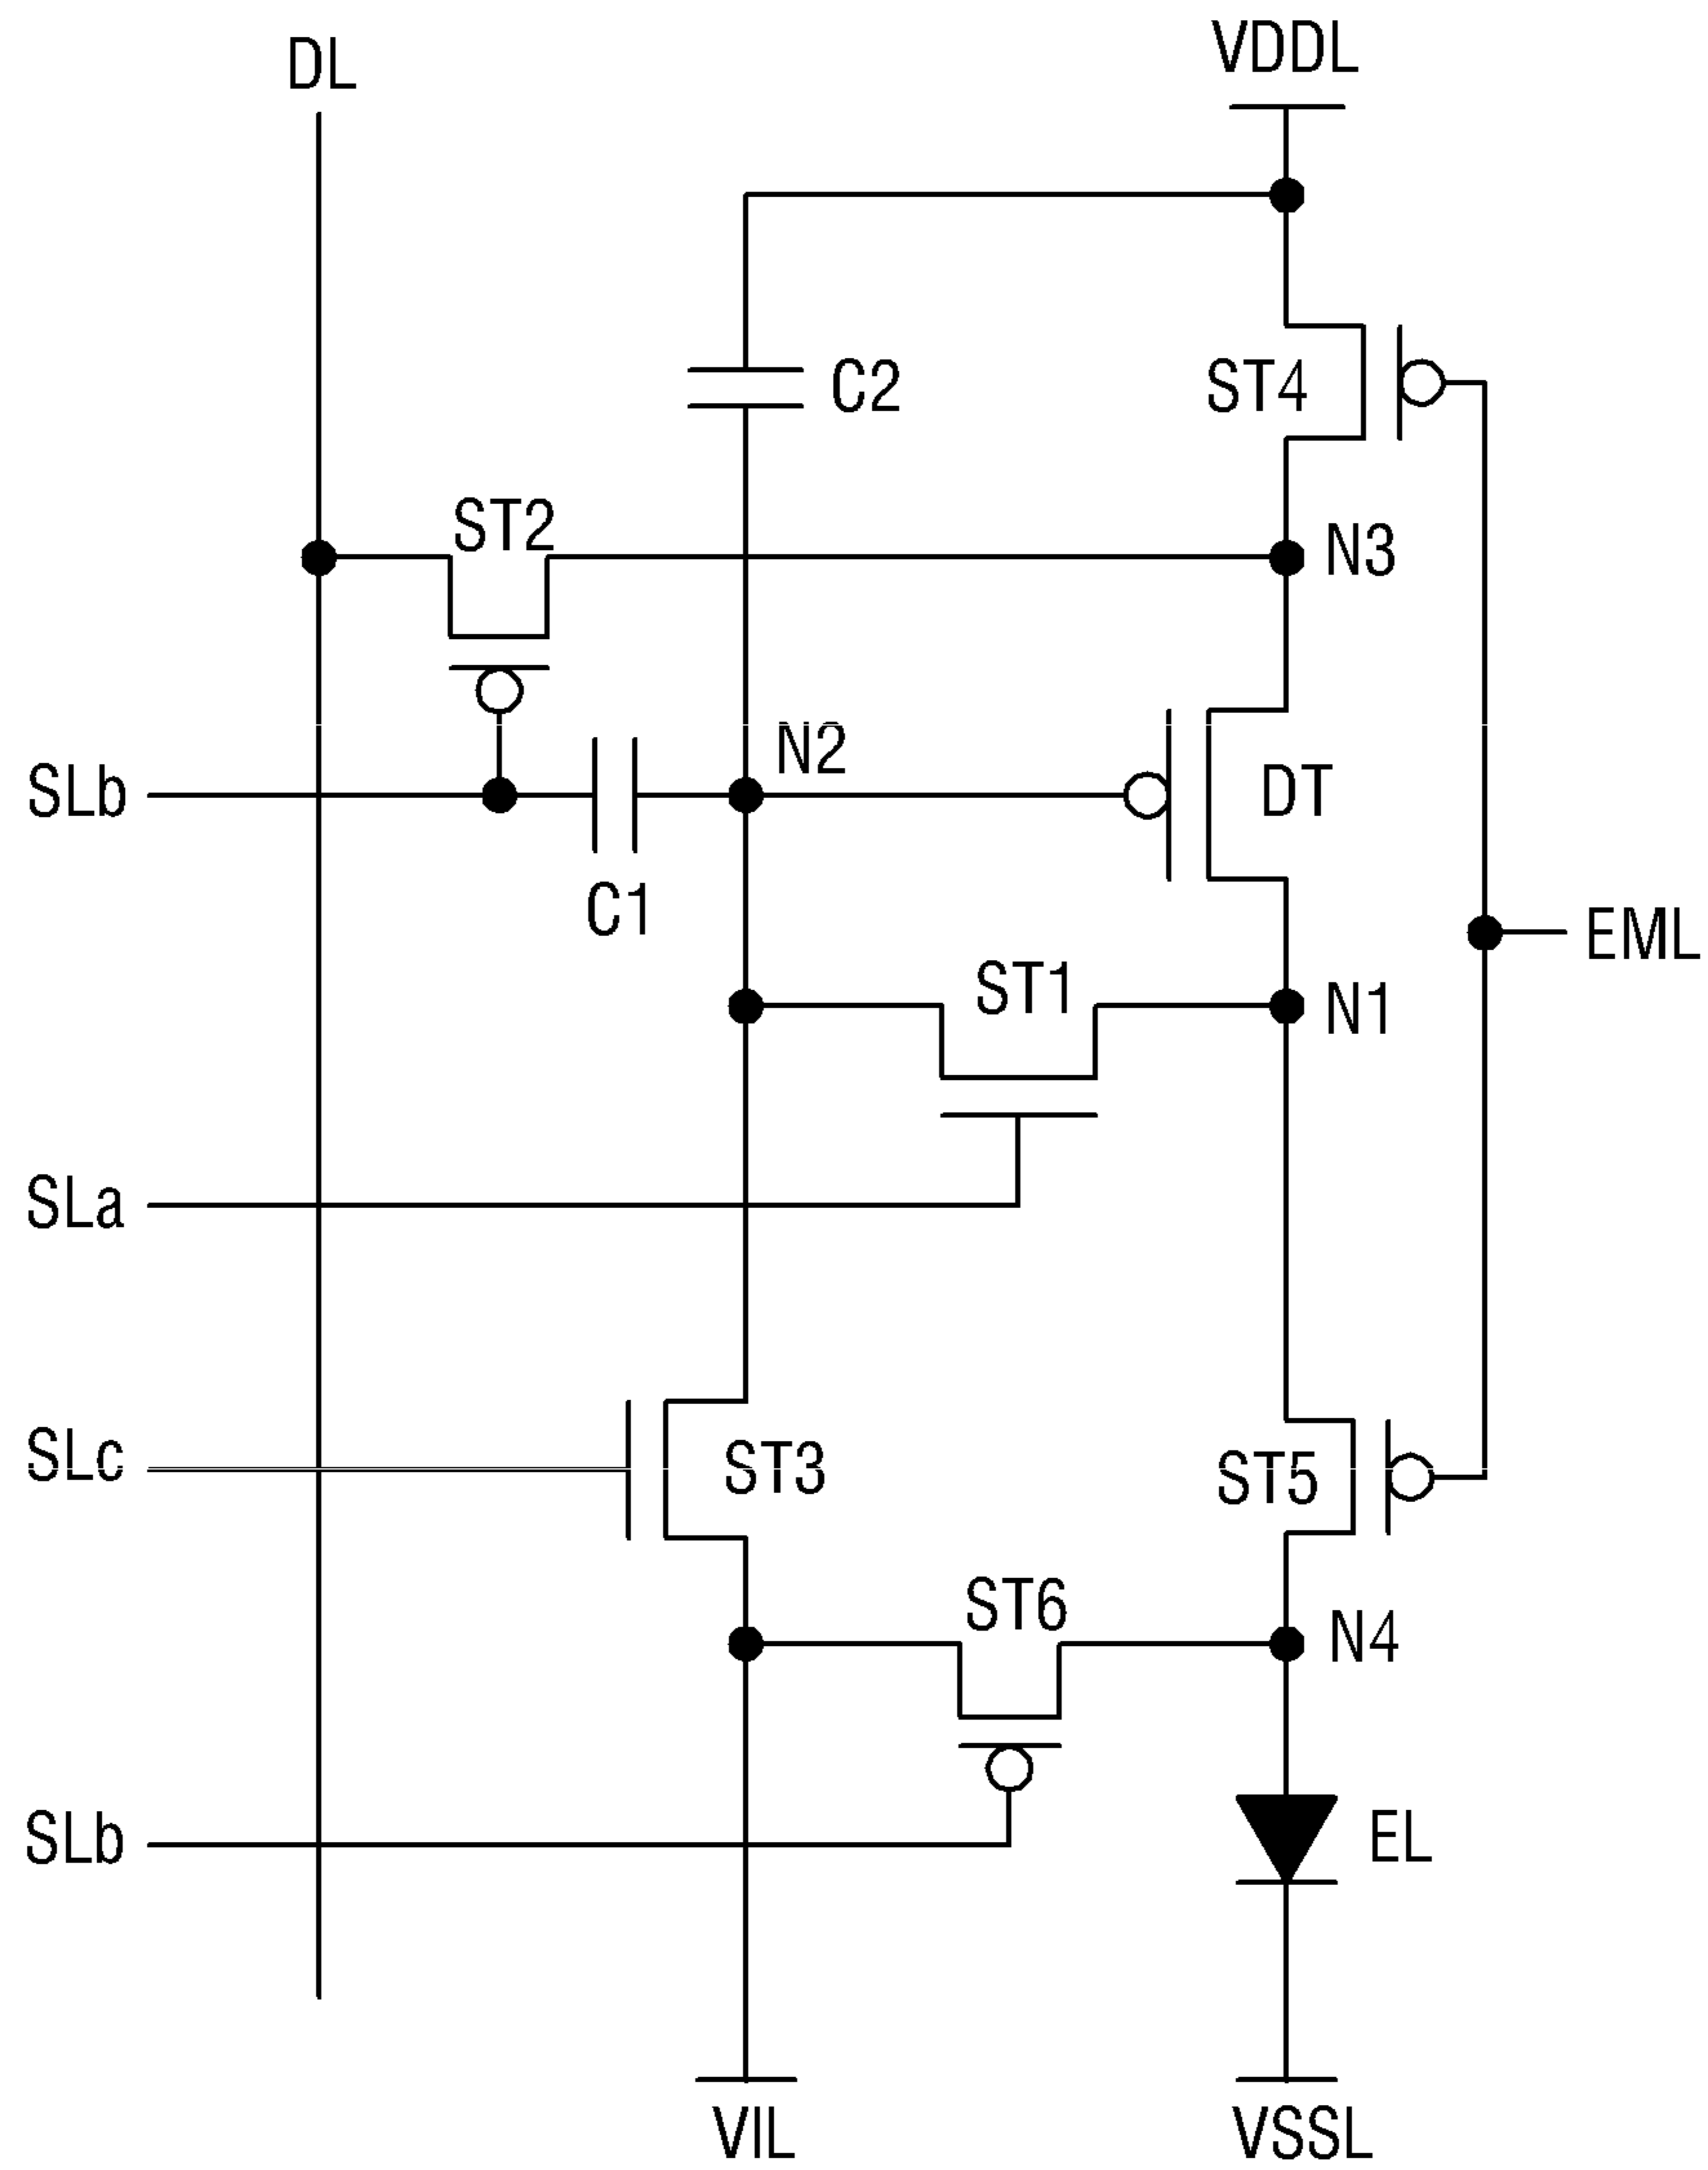 DL
VDDL
C2
ST4
ST2
N3
N2
SLb
DT
C1
EML
ST1
N1
SLa
SLc
ST3
ST5
ST6
N4
SLb
EL
VIL
VSSL